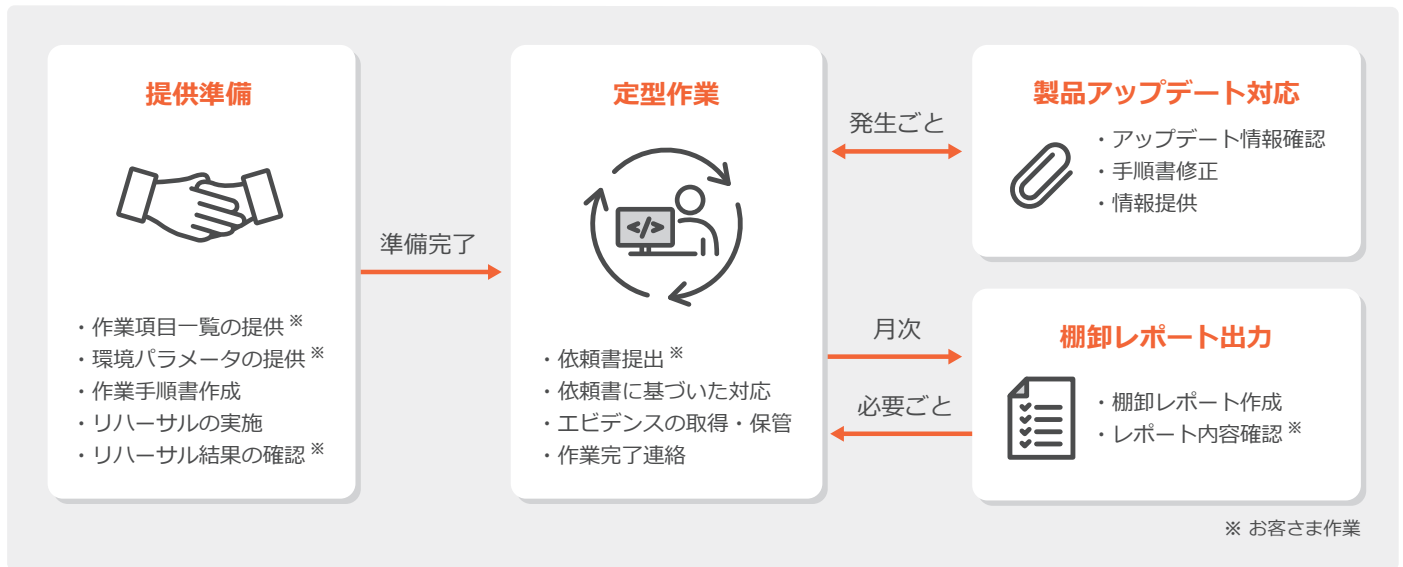 提供準備
・作業項目一覧の提供※
・環境パラメータの提供※
・作業手順書作成
・リハーサルの実施
・リハーサル結果の確認※
準備完了
定型作業
</>
・依頼書提出※
・依頼書に基づいた対応
・エビデンスの取得・保管
・作業完了連絡
発生ごと
製品アップデート対応
・アップデート情報確認
・手順書修正
・情報提供
月次
必要ごと
棚卸レポート出力
・棚卸レポート作成
・レポート内容確認※
※ お客さま作業